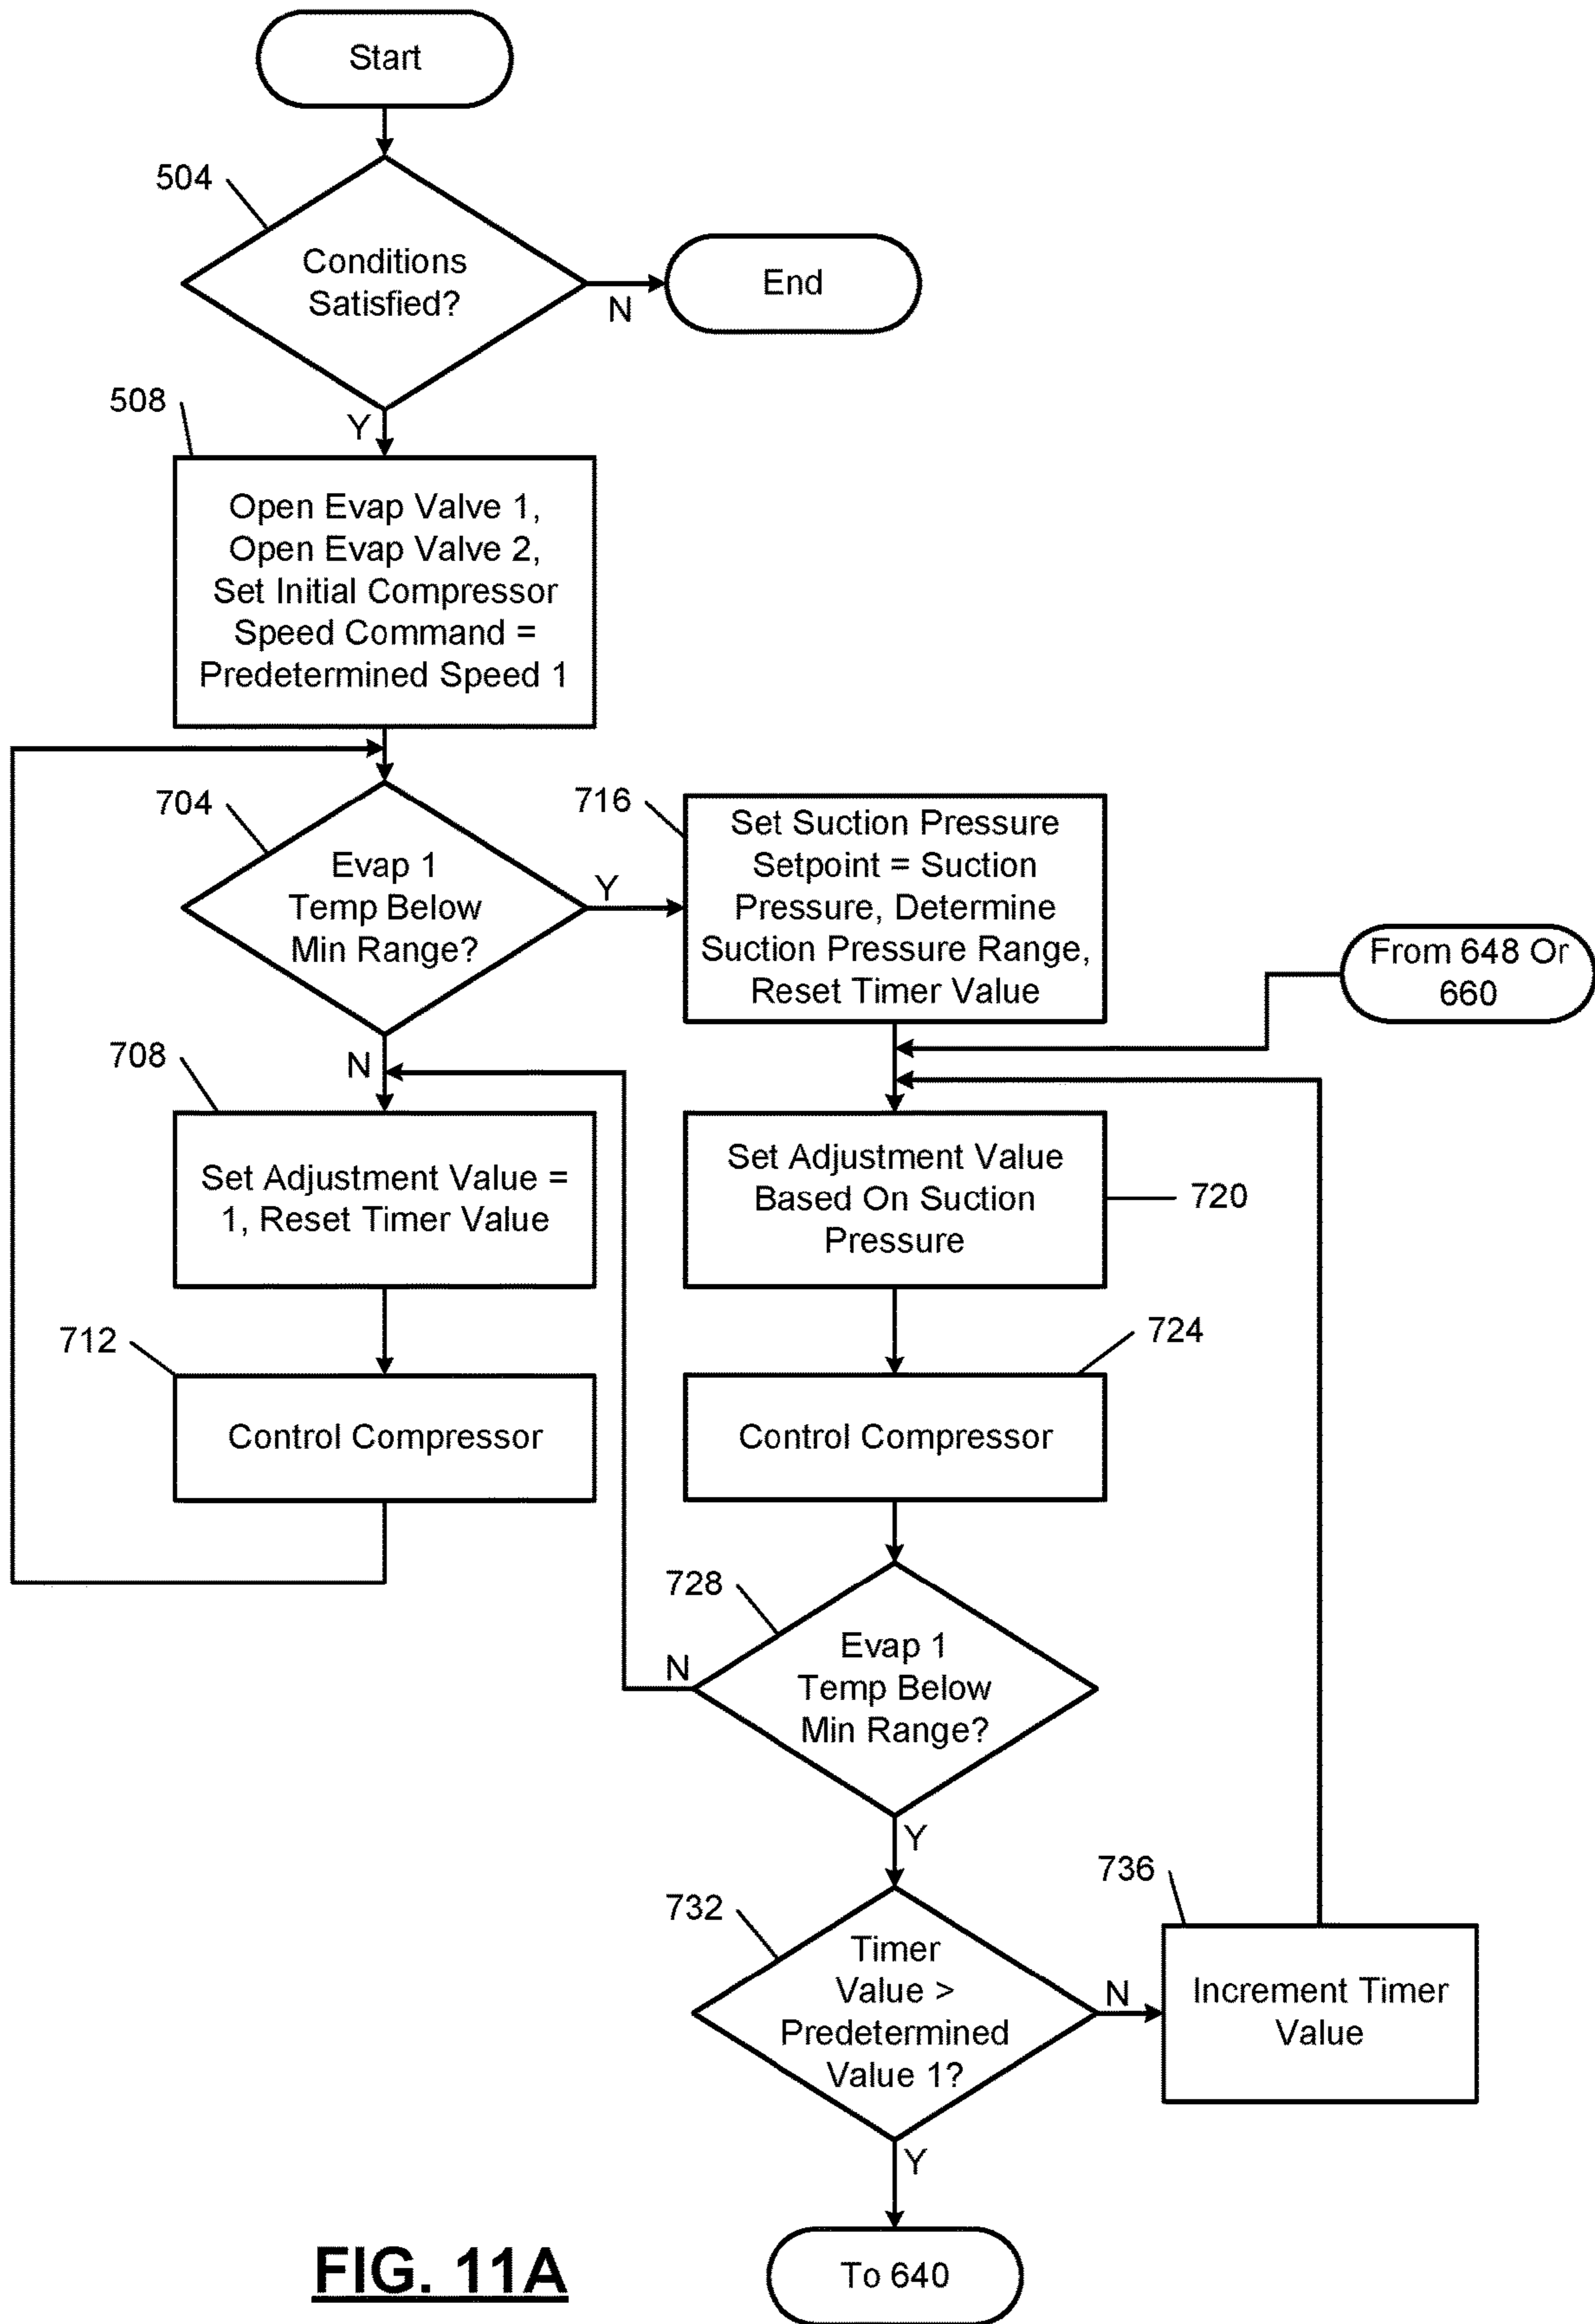 Start
504
Conditions
Satisfied?
N
End
Y
508
Open Evap Valve 1,
Open Evap Valve 2,
Set Initial Compressor
Speed Command =
Predetermined Speed 1
704
Evap 1
Temp Below
Min Range?
Y
N
716
Set Suction Pressure
Setpoint = Suction
Pressure, Determine
Suction Pressure Range,
Reset Timer Value
From 648 Or
660
708
Set Adjustment Value =
1, Reset Timer Value
Set Adjustment Value
Based On Suction
Pressure
720
712
Control Compressor
724
Control Compressor
728
Evap 1
Temp Below
Min Range?
N
Y
732
Timer
Value >
Predetermined
Value 1?
N
736
Increment Timer
Value
Y
To 640
FIG. 11A